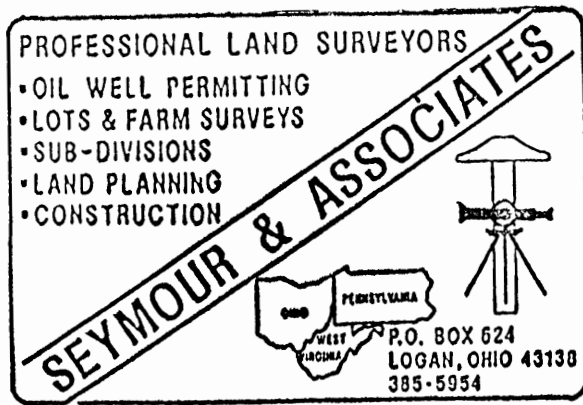 PROFESSIONAL LAND SURVEYORS
•OIL WELL PERMITTING
•LOTS & FARM SURVEYS
•SUB-DIVISIONS
•LAND PLANNING
•CONSTRUCTION
SEYMOUR & ASSOCIATES
OHIO
PENNSYLVANIA
WEST
VIRGINIA
P.O. BOX 624
LOGAN, OHIO 43138
385-5954